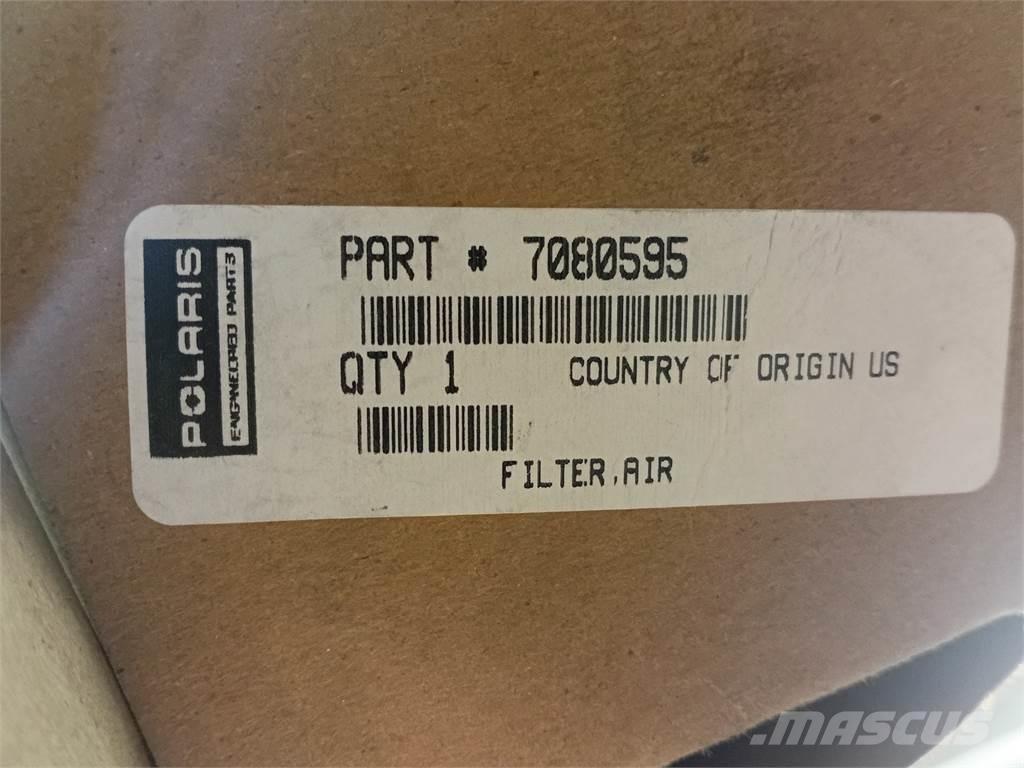 POLARIS
ENGINEERED PARTS
PART # 7080595
QTY 1 COUNTRY OF ORIGIN US
FILTER,AIR
MASCUS